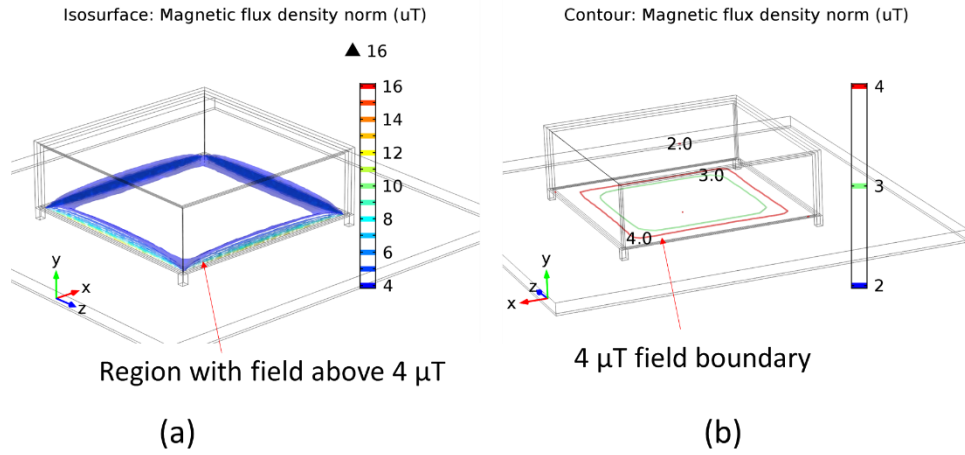 Isosurface: Magnetic flux density norm (uT)
▲ 16
16
14
12
10
8
6
4
y
x
z
Region with field above 4 µT
(a)
Contour: Magnetic flux density norm (uT)
4
3
2
2.0
3.0
4.0
y
z
x
4 µT field boundary
(b)